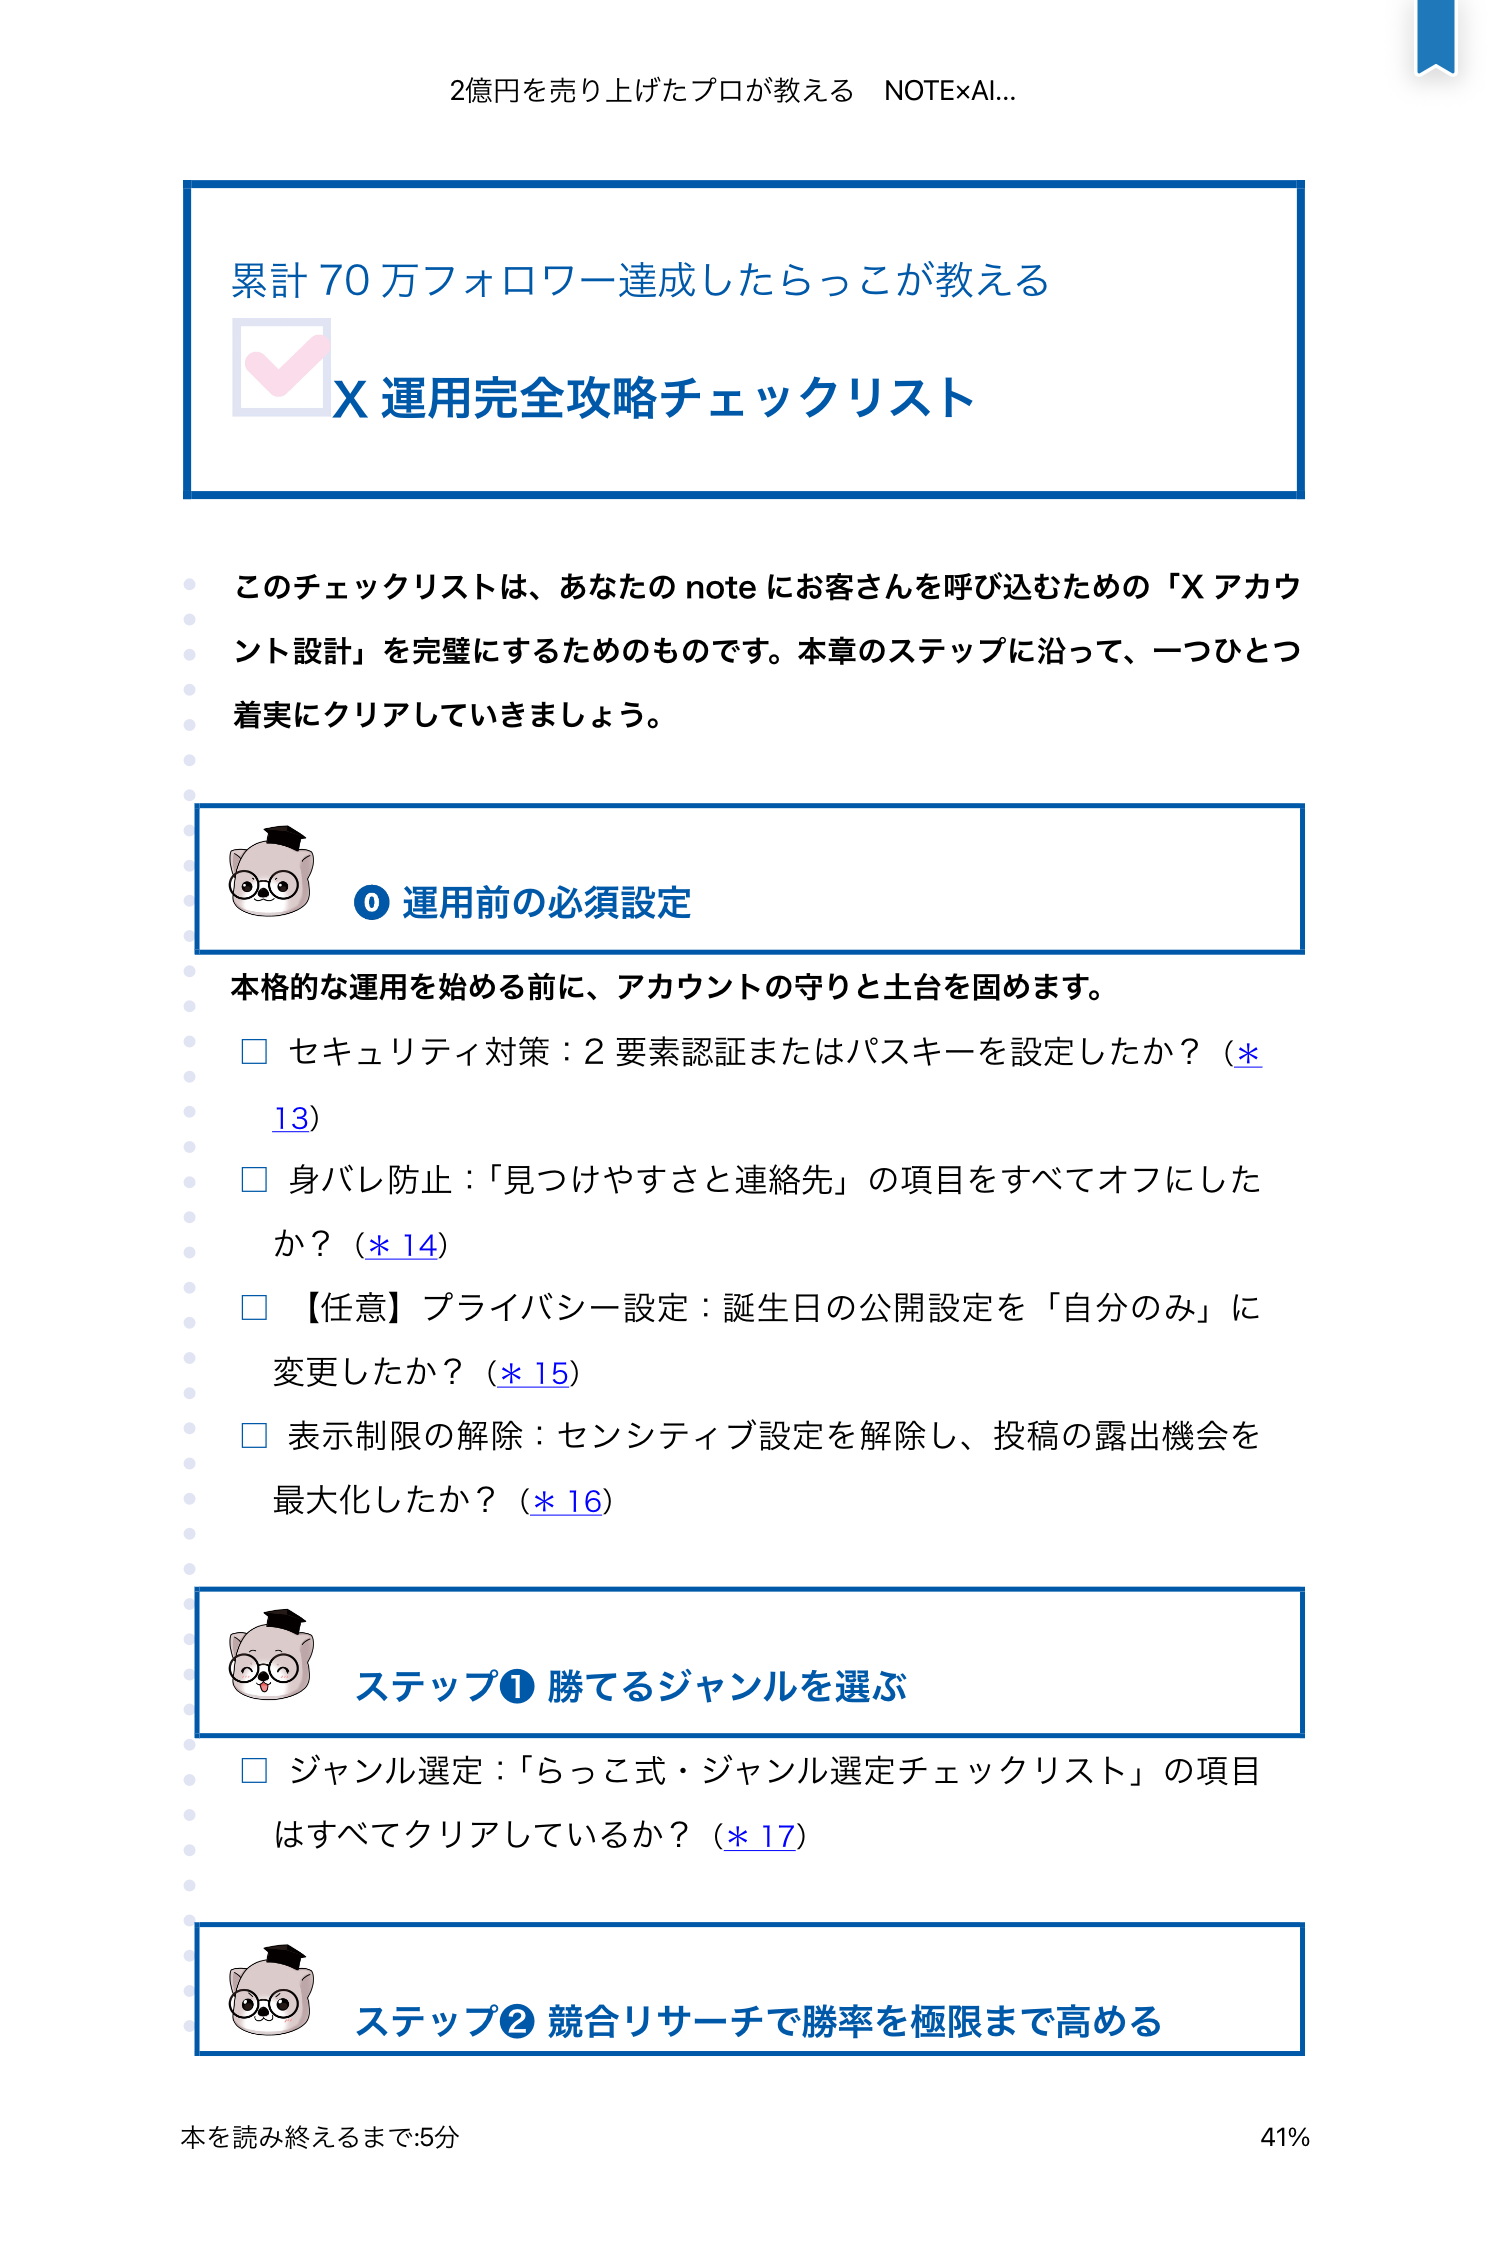 2億円を売り上げたプロが教える　NOTE×AI...
累計 70 万フォロワー達成したらっこが教える
X 運用完全攻略チェックリスト
このチェックリストは、あなたの note にお客さんを呼び込むための「X アカウ
ント設計」を完璧にするためのものです。本章のステップに沿って、一つひとつ
着実にクリアしていきましょう。
⓿ 運用前の必須設定
本格的な運用を始める前に、アカウントの守りと土台を固めます。
□ セキュリティ対策：2 要素認証またはパスキーを設定したか？（＊
13）
□ 身バレ防止：「見つけやすさと連絡先」の項目をすべてオフにした
か？（＊ 14）
□ 【任意】プライバシー設定：誕生日の公開設定を「自分のみ」に
変更したか？（＊ 15）
□ 表示制限の解除：センシティブ設定を解除し、投稿の露出機会を
最大化したか？（＊ 16）
ステップ❶ 勝てるジャンルを選ぶ
□ ジャンル選定：「らっこ式・ジャンル選定チェックリスト」の項目
はすべてクリアしているか？（＊ 17）
ステップ❷ 競合リサーチで勝率を極限まで高める
本を読み終えるまで:5分
41%